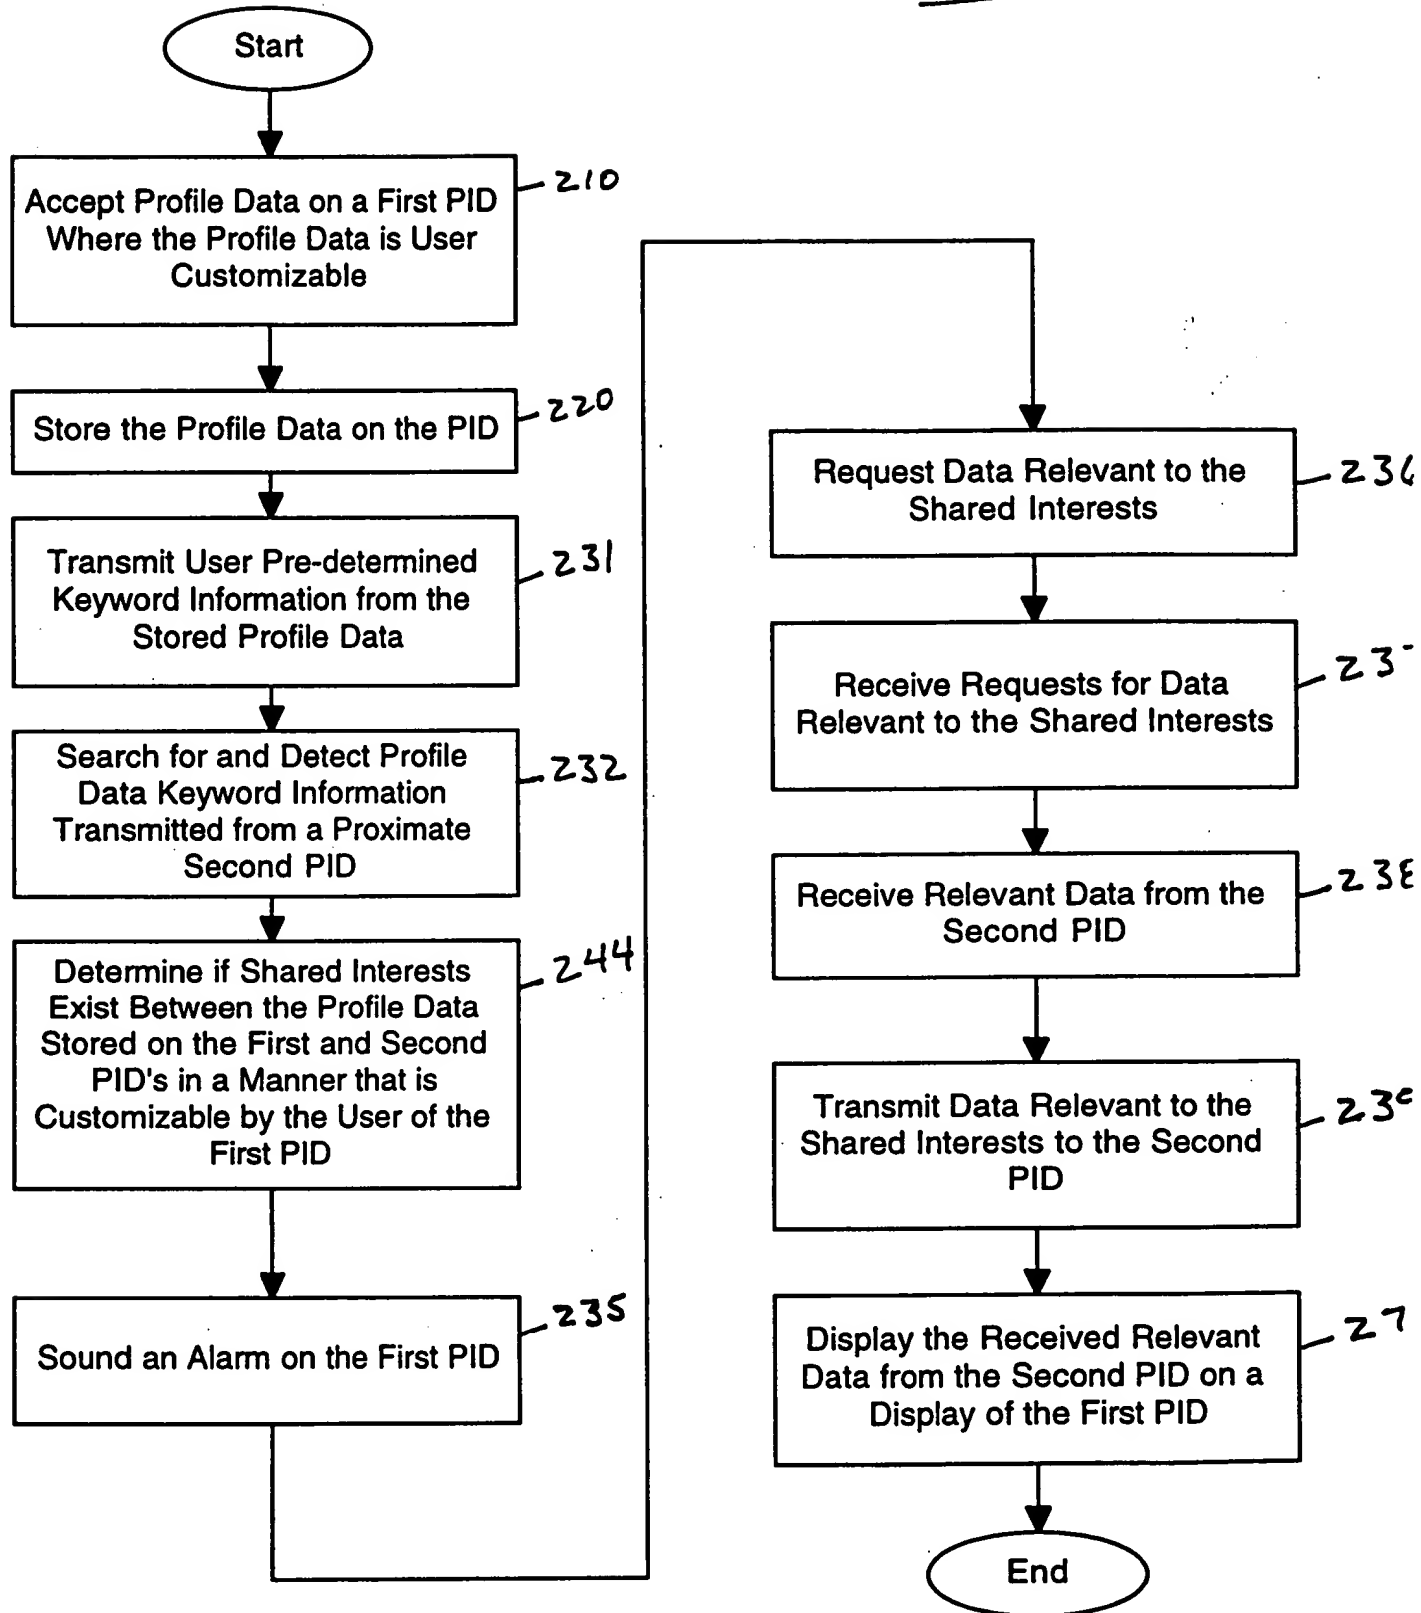 Start
Accept Profile Data on a First PID
Where the Profile Data is User
Customizable
210
Store the Profile Data on the PID
220
Transmit User Pre-determined
Keyword Information from the
Stored Profile Data
231
Search for and Detect Profile
Data Keyword Information
Transmitted from a Proximate
Second PID
232
Determine if Shared Interests
Exist Between the Profile Data
Stored on the First and Second
PID's in a Manner that is
Customizable by the User of the
First PID
244
Sound an Alarm on the First PID
235
Request Data Relevant to the
Shared Interests
Receive Requests for Data
Relevant to the Shared Interests
Receive Relevant Data from the
Second PID
Transmit Data Relevant to the
Shared Interests to the Second
PID
Display the Received Relevant
Data from the Second PID on a
Display of the First PID
End